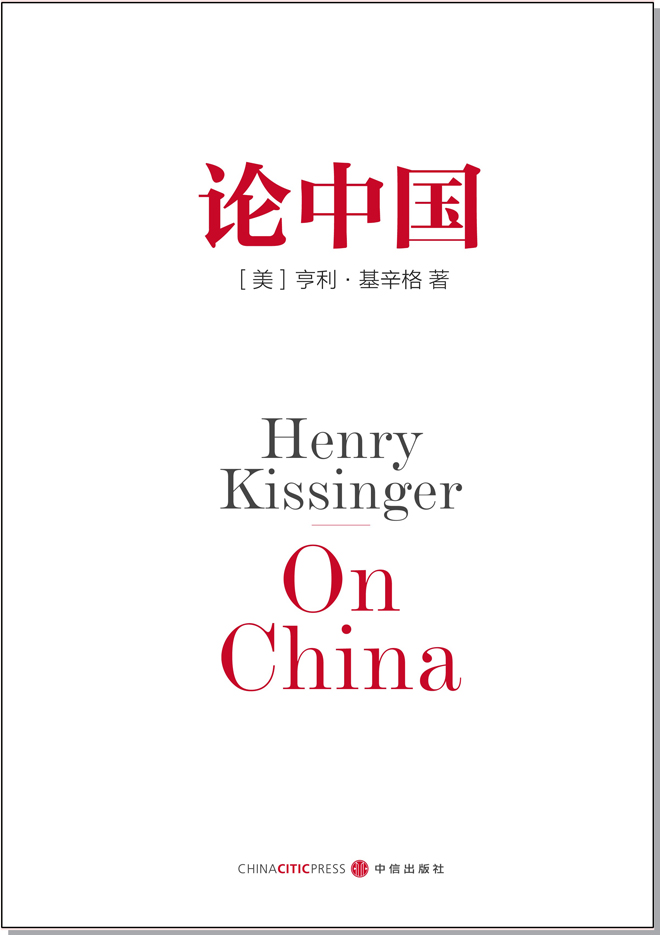 论中国
[美] 亨利·基辛格 著
Henry
Kissinger
On
China
CHINACITICPRESS 中信出版社